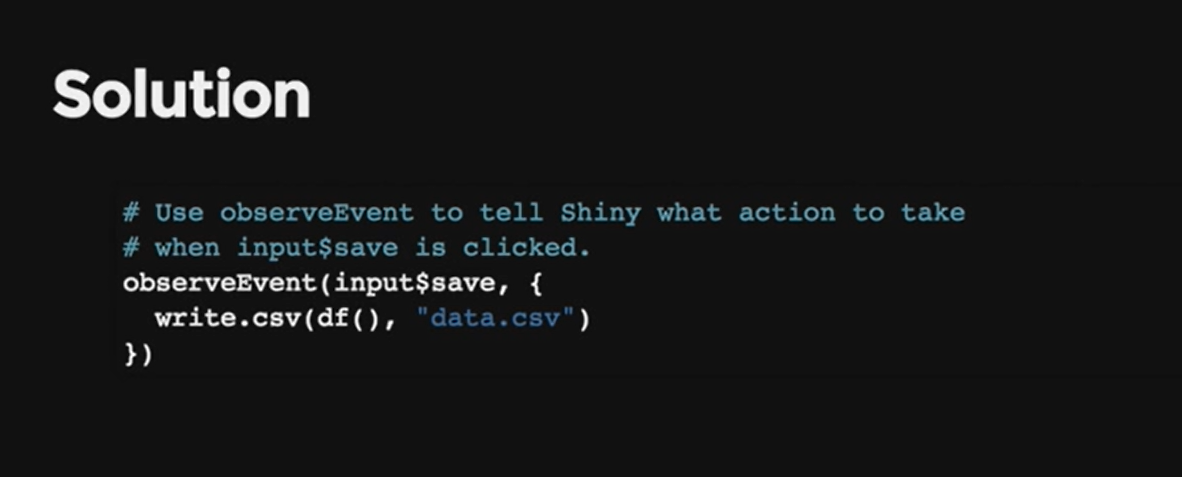 Solution
# Use observeEvent to tell Shiny what action to take
# when input$save is clicked.
observeEvent(input$save, {
  write.csv(df(), "data.csv")
})